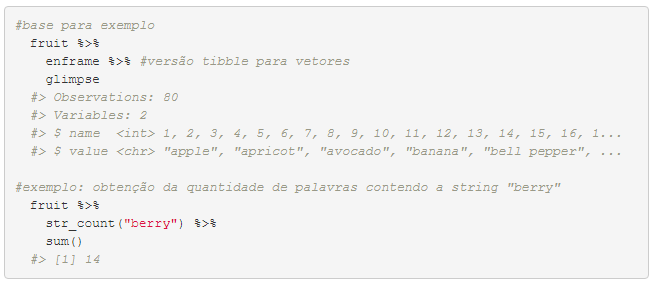 #base para exemplo
fruit %>%
enframe %>% #versão tibble para vetores
glimpse
#> Observations: 80
#> Variables: 2
#> $ name  <int> 1, 2, 3, 4, 5, 6, 7, 8, 9, 10, 11, 12, 13, 14, 15, 16, 1...
#> $ value <chr> "apple", "apricot", "avocado", "banana", "bell pepper", ...
#exemplo: obtenção da quantidade de palavras contendo a string "berry"
fruit %>%
str_count("berry") %>%
sum()
#> [1] 14